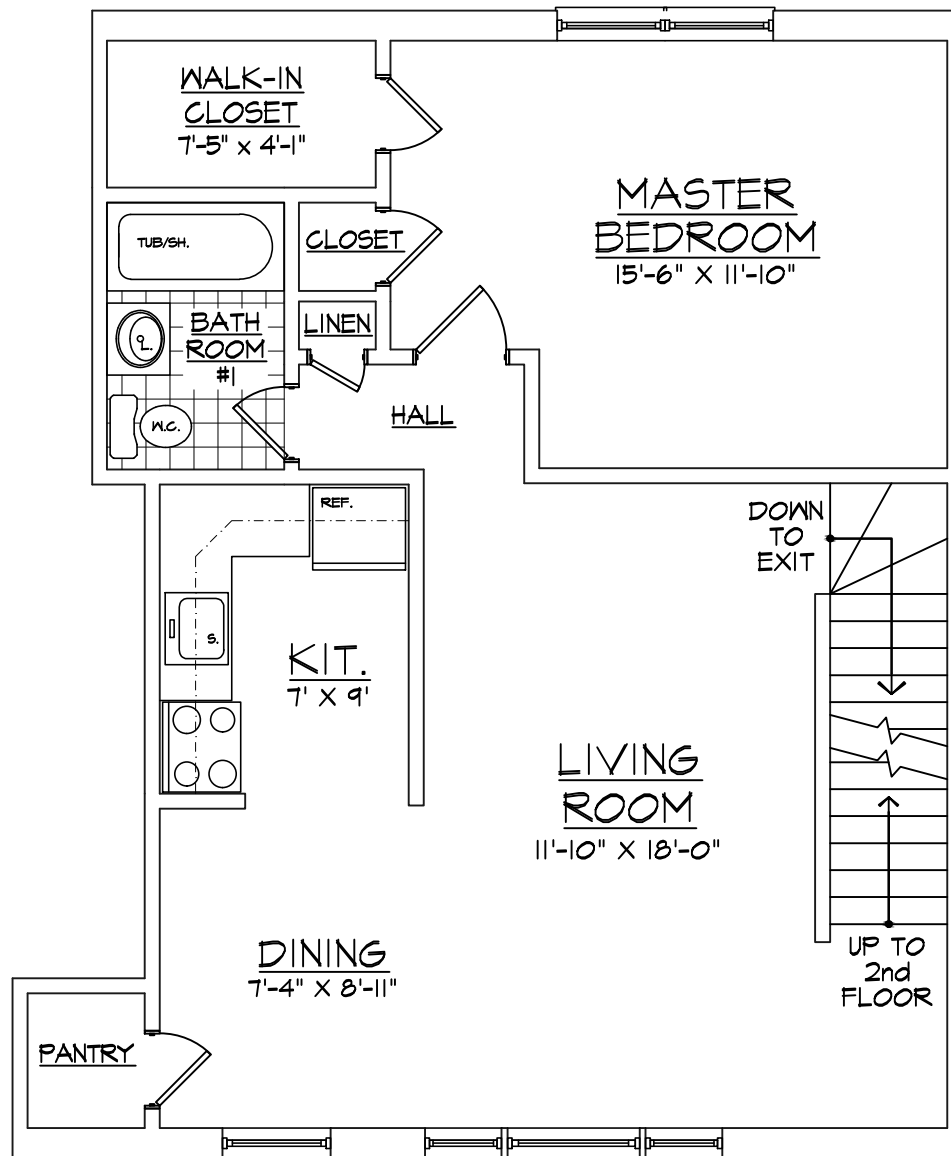 WALK-IN
CLOSET
7'-5" x 4'-1"
MASTER
BEDROOM
15'-6" X 11'-10"
TUB/SH.
CLOSET
BATH
ROOM
#1
L.
LINEN
W.C.
HALL
REF.
DOWN
TO
EXIT
S.
KIT.
7' X 9'
LIVING
ROOM
11'-10" X 18'-0"
DINING
7'-4" X 8'-11"
UP TO
2nd
FLOOR
PANTRY